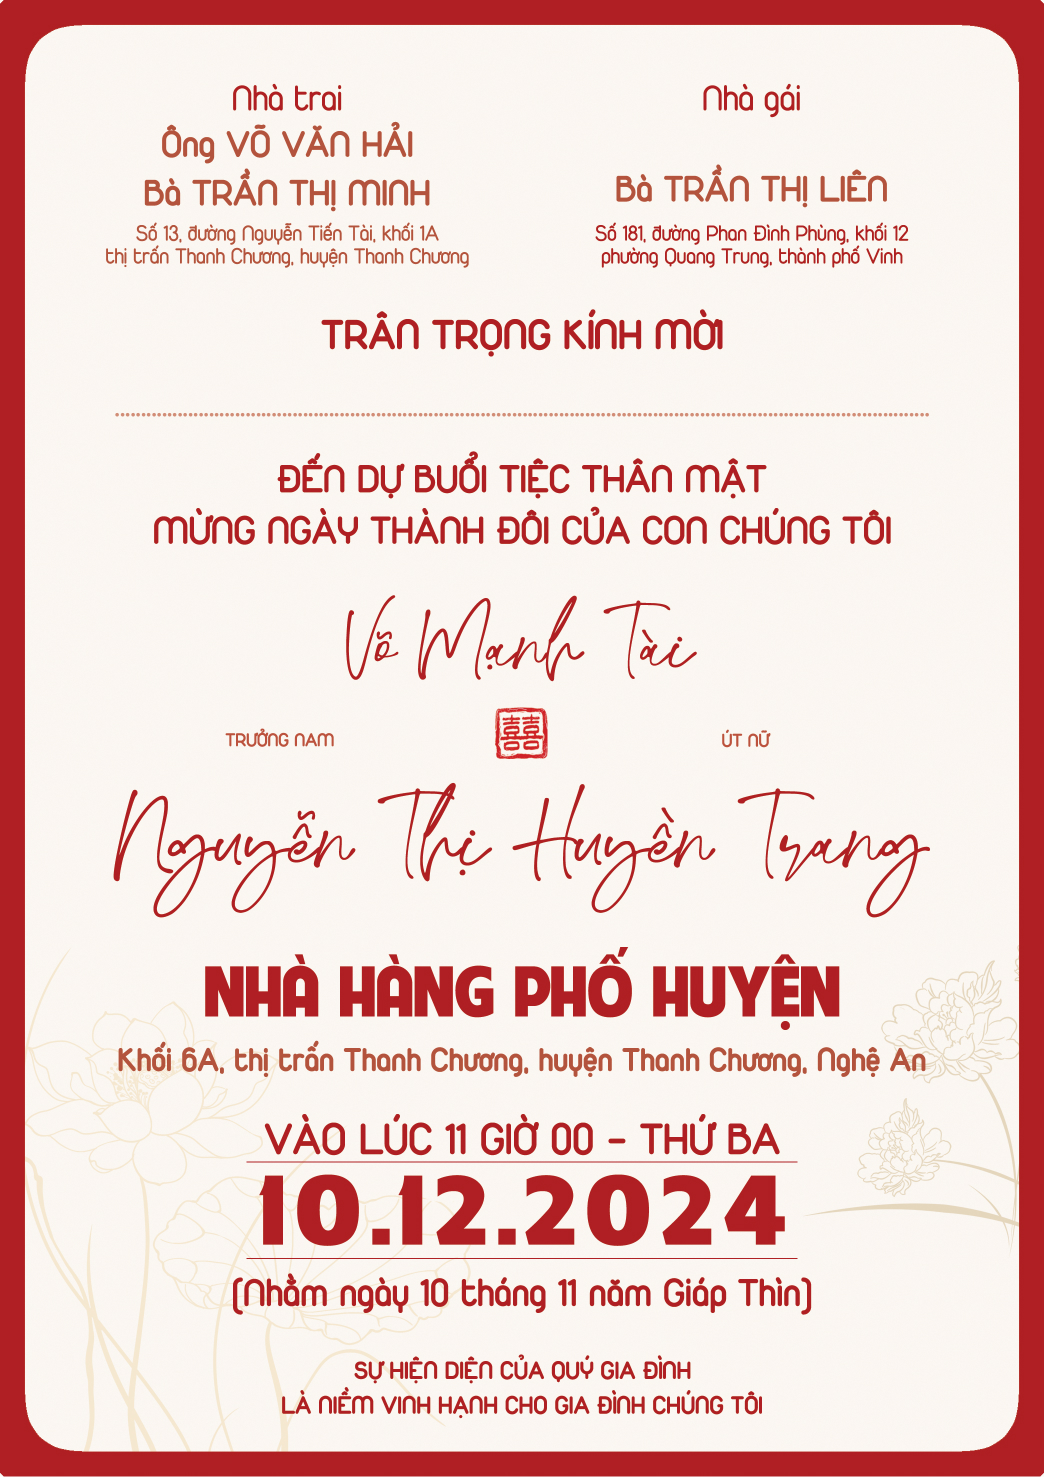 Nhà trai
Ông VÕ VĂN HẢI
Bà TRẦN THỊ MINH
Số 13, đường Nguyễn Tiến Tài, khối 1A
thị trấn Thanh Chương, huyện Thanh Chương
Nhà gái
Bà TRẦN THỊ LIÊN
Số 181, đường Phan Đình Phùng, khối 12
phường Quang Trung, thành phố Vinh
TRÂN TRỌNG KÍNH MỜI
ĐẾN DỰ BUỔI TIỆC THÂN MẬT
MỪNG NGÀY THÀNH ĐÔI CỦA CON CHÚNG TÔI
Võ Mạnh Tài
TRƯỞNG NAM
囍
ÚT NỮ
Nguyễn Thị Huyền Trang
NHÀ HÀNG PHỐ HUYỆN
Khối 6A, thị trấn Thanh Chương, huyện Thanh Chương, Nghệ An
VÀO LÚC 11 GIỜ 00 - THỨ BA
10.12.2024
(Nhằm ngày 10 tháng 11 năm Giáp Thìn)
SỰ HIỆN DIỆN CỦA QUÝ GIA ĐÌNH
LÀ NIỀM VINH HẠNH CHO GIA ĐÌNH CHÚNG TÔI